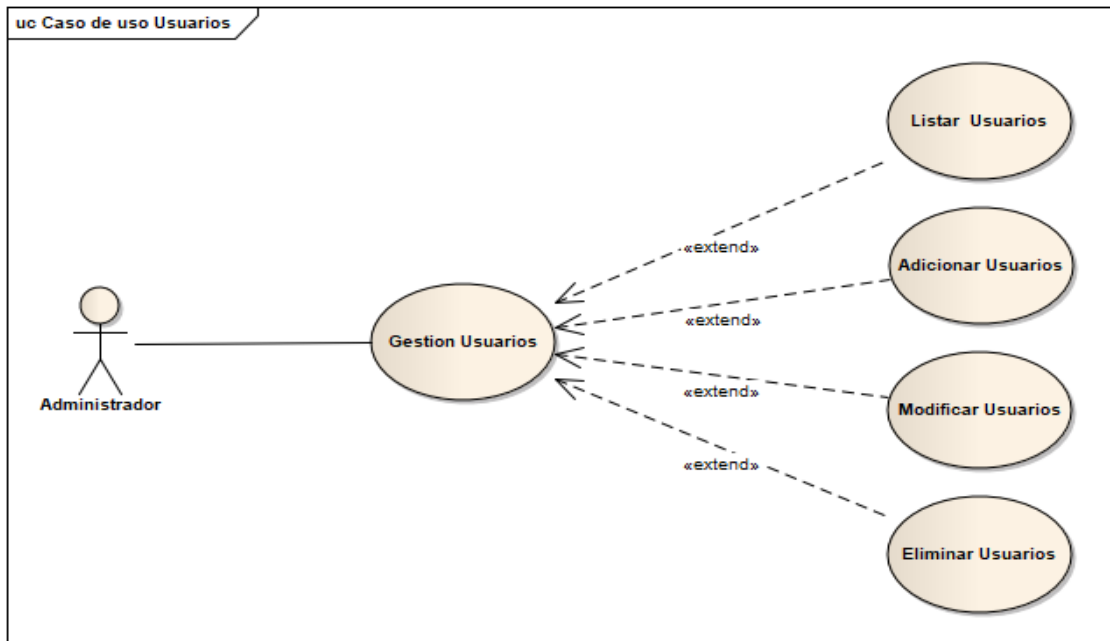 uc Caso de uso Usuarios
Listar Usuarios
«extend»
Adicionar Usuarios
«extend»
Gestion Usuarios
Administrador
«extend»
Modificar Usuarios
«extend»
Eliminar Usuarios